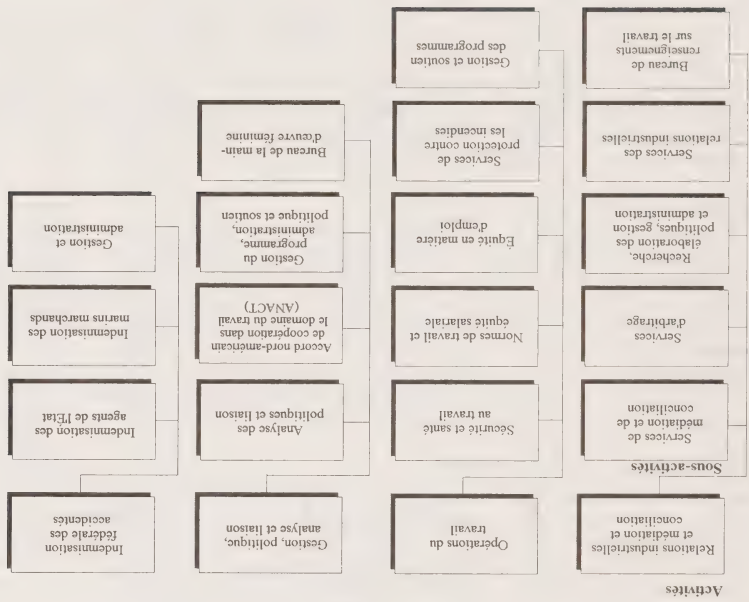 Activités
Relations industrielles
et médiation et
conciliation
Opérations du
travail
Gestion, politique,
analyse et liaison
Indemnisation
fédérale des
accidentés
Sous-activités
Services de
médiation et de
conciliation
Services
d'arbitrage
Recherche,
élaboration des
politiques, gestion
et administration
Services des
relations industrielles
Bureau de
renseignements
sur le travail
Sécurité et santé
au travail
Normes de travail et
équité salariale
Équité en matière
d'emploi
Services de
protection contre
les incendies
Gestion et soutien
des programmes
Analyse des
politiques et liaison
Accord nord-américain
de coopération dans
le domaine du travail
(ANACT)
Gestion du
programme,
administration,
politique et soutien
Bureau de la main-
d'œuvre féminine
Indemnisation des
agents de l'État
Indemnisation des
marins marchands
Gestion et
administration